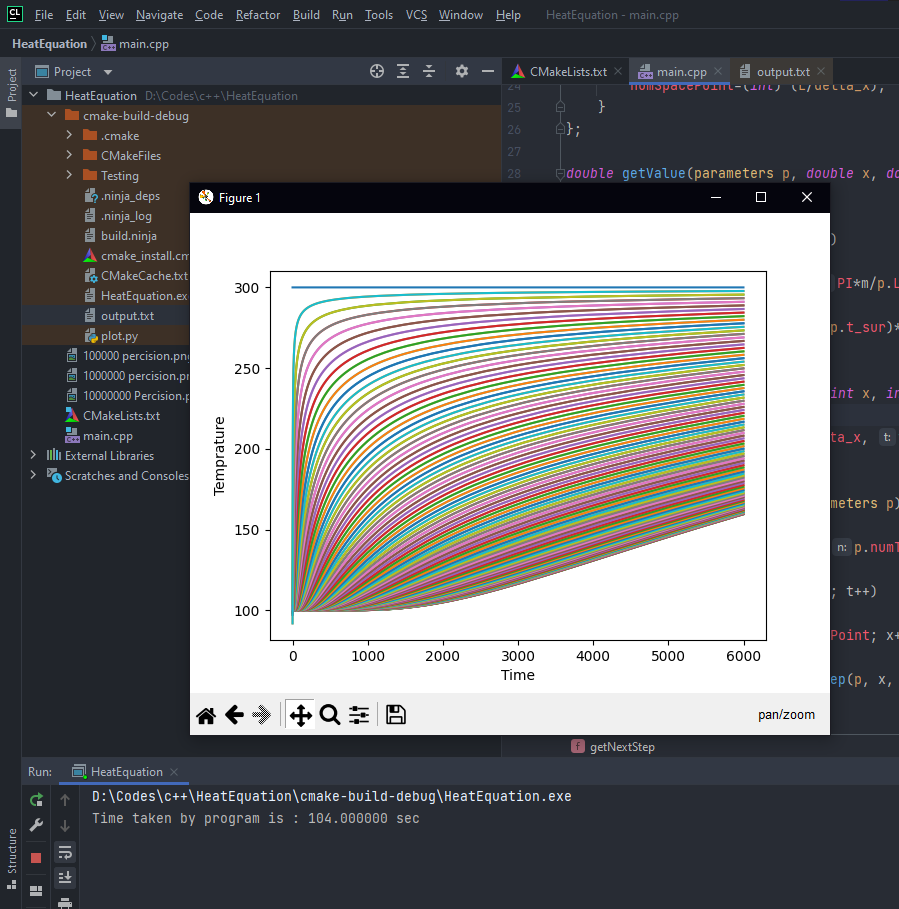 CL File Edit View Navigate Code Refactor Build Run Tools VCS Window Help HeatEquation - main.cpp
HeatEquation main.cpp
Project
Project
CMakeLists.txt
main.cpp
output.txt
HeatEquation D:\Codes\c++\HeatEquation
cmake-build-debug
.cmake
CMakeFiles
Testing
.ninja_deps
.ninja_log
build.ninja
cmake_install.cm
CMakeCache.txt
HeatEquation.ex
output.txt
plot.py
100000 percision.pn
1000000 percision.pr
10000000 Percision.p
CMakeLists.txt
main.cpp
External Libraries
Scratches and Consoles
24
25 }
26 };
27
28 double getValue(parameters p, double x, do
)
PI*m/p.L
p.t_sur)*
int x, in
ta_x, t:
meters p)
n: p.numT
; t++)
Point; x+
ep(p, x,
getNextStep
Figure 1
300
250
200
150
100
Temprature
0 1000 2000 3000 4000 5000 6000
Time
pan/zoom
Run: HeatEquation
D:\Codes\c++\HeatEquation\cmake-build-debug\HeatEquation.exe
Time taken by program is : 104.000000 sec
Structure